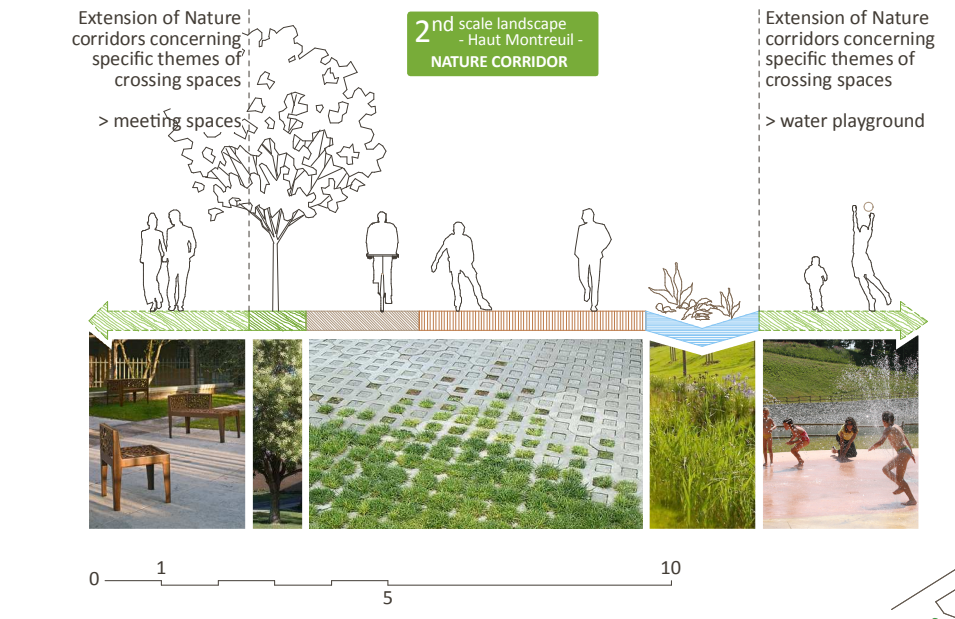 Extension of Nature
corridors concerning
specific themes of
crossing spaces
> meeting spaces
2nd scale landscape
- Haut Montreuil -
NATURE CORRIDOR
Extension of Nature
corridors concerning
specific themes of
crossing spaces
> water playground
0
1
5
10